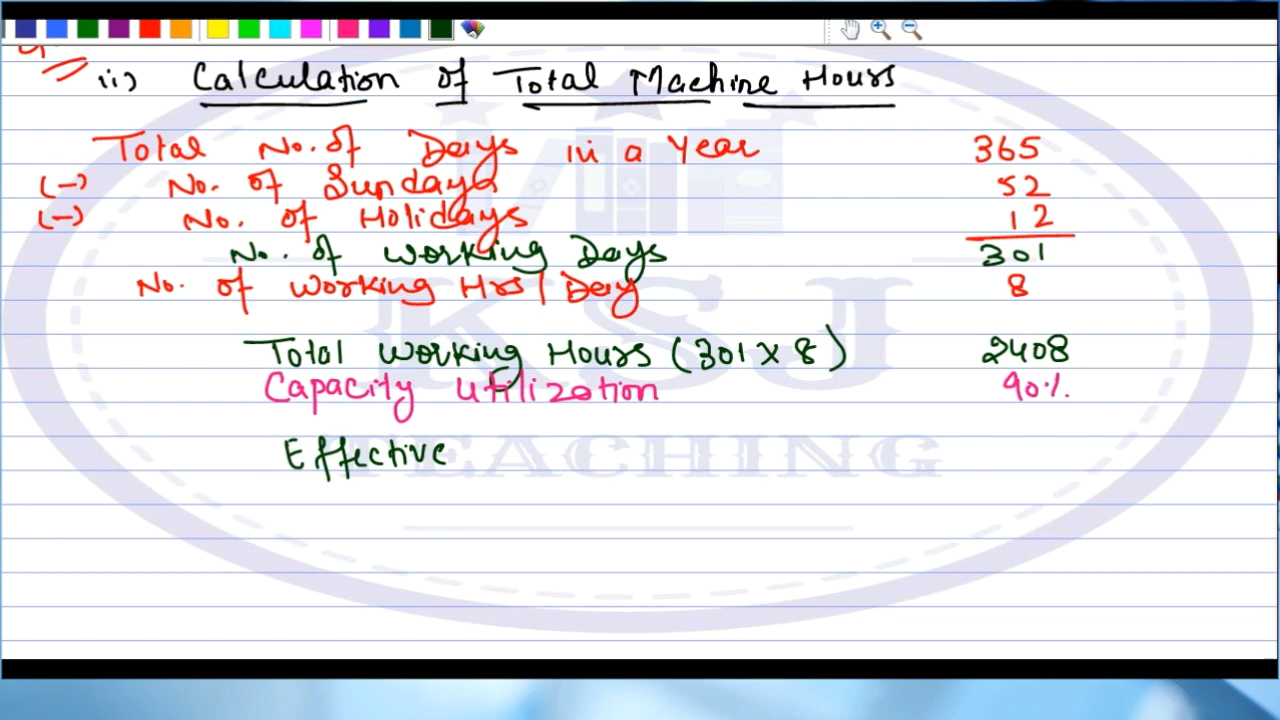 ii) Calculation of Total Machine Hours
Total No. of Days in a Year 365
(-) No. of Sundays 52
(-) No. of Holidays 12
No. of Working Days 301
No. of Working Hrs/Day 8
Total Working Hours (301 x 8) 2408
Capacity Utilization 90%.
Effective
KSJ
TEACHING